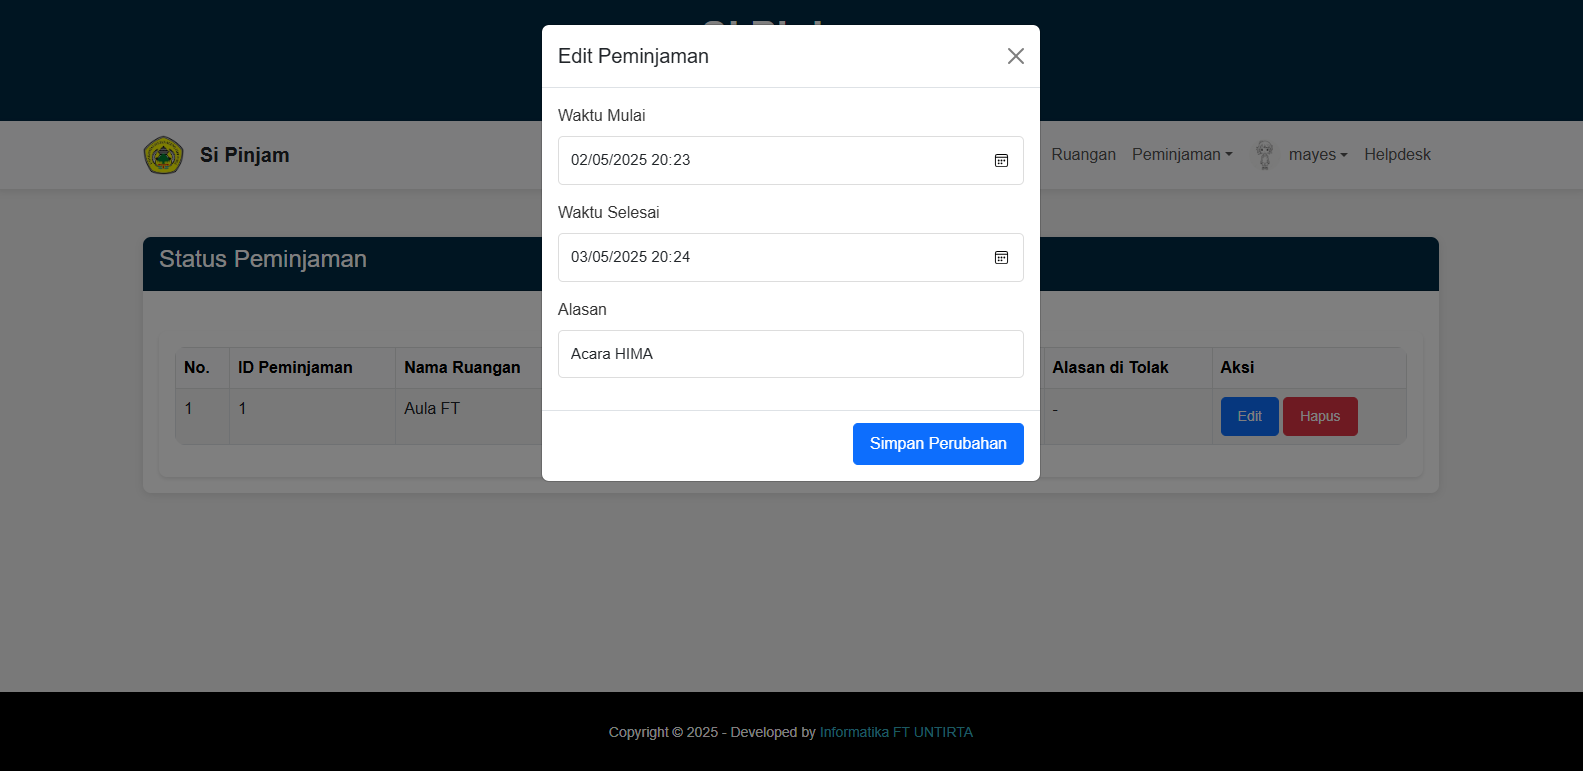 Edit Peminjaman
Waktu Mulai
02/05/2025 20:23
Waktu Selesai
03/05/2025 20:24
Alasan
Acara HIMA
Simpan Perubahan
Si Pinjam
Ruangan
Peminjaman
mayes
Helpdesk
Status Peminjaman
No.
ID Peminjaman
Nama Ruangan
Alasan di Tolak
Aksi
1
1
Aula FT
-
Edit
Hapus
Copyright © 2025 - Developed by Informatika FT UNTIRTA